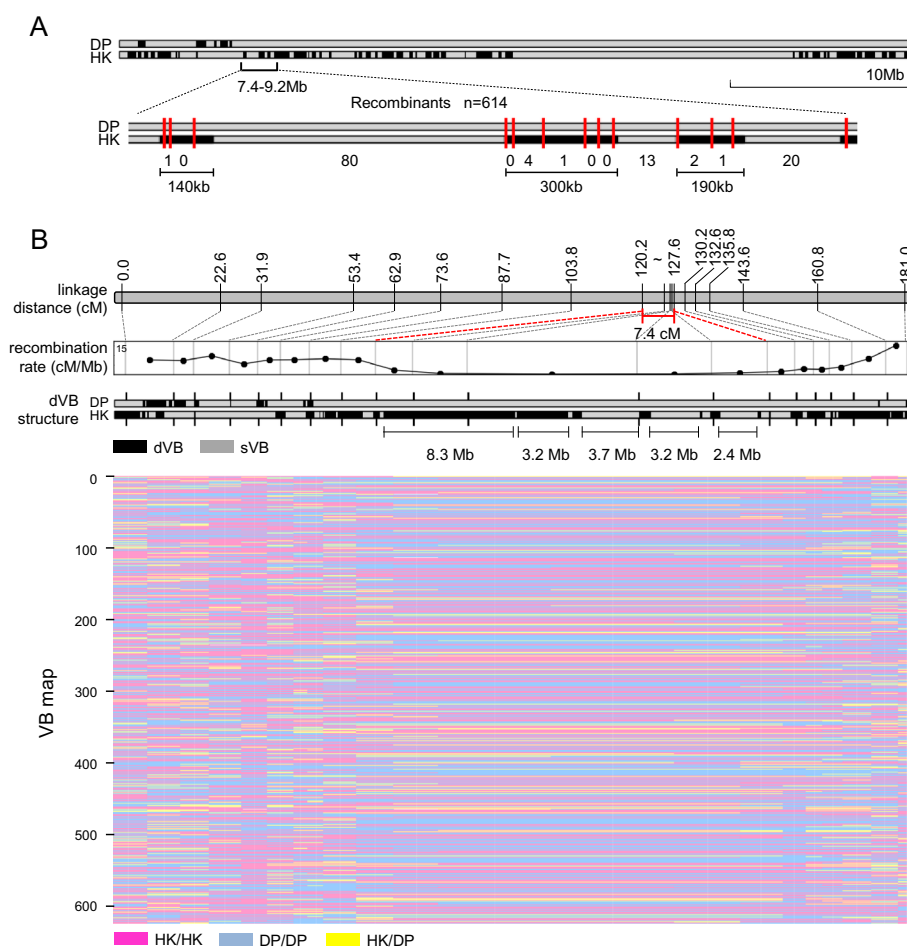 A
DP
HK
10Mb
7.4-9.2Mb
Recombinants n=614
DP
HK
1 0 80 0 4 1 0 0 13 2 1 20
140kb 300kb 190kb
B
0.0 22.6 31.9 53.4 62.9 73.6 87.7 103.8 120.2 ~ 127.6 130.2 132.6 135.8 143.6 160.8 181.0
linkage
distance (cM)
7.4 cM
recombination
rate (cM/Mb)
15
dVB
structure
DP
HK
dVB sVB
8.3 Mb 3.2 Mb 3.7 Mb 3.2 Mb 2.4 Mb
0
100
200
300
400
500
600
VB map
HK/HK DP/DP HK/DP